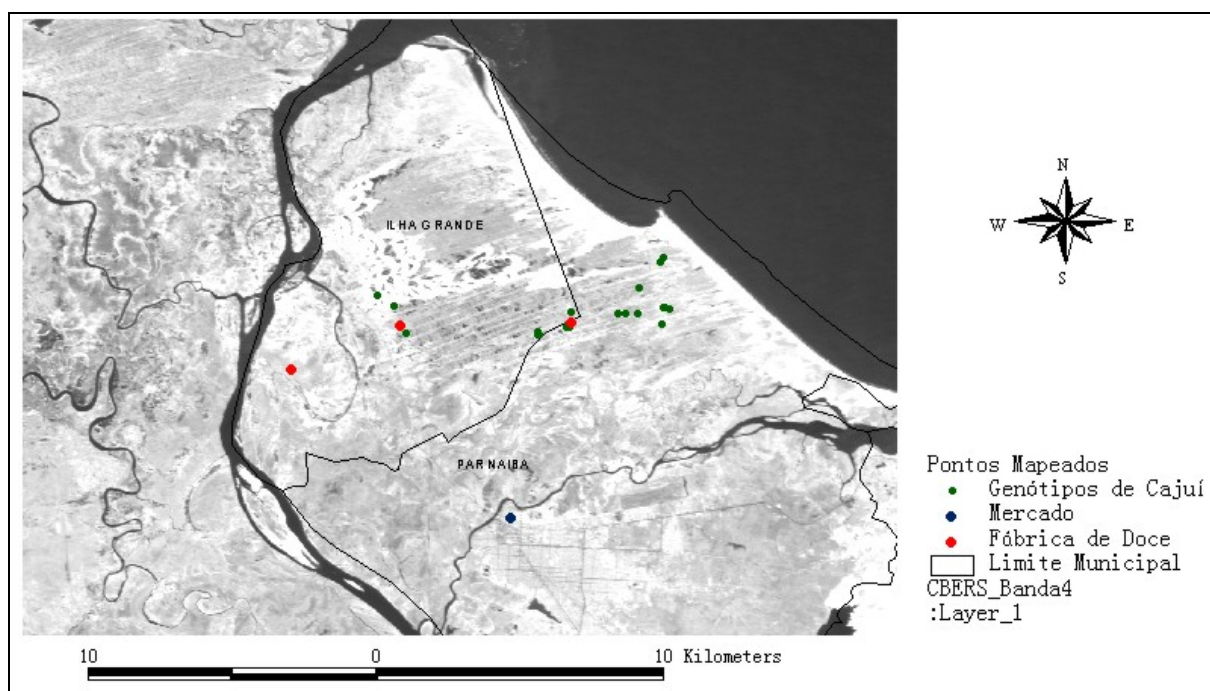 ILHA GRANDE
PARNAIBA
N
W E
S
Pontos Mapeados
Genótipos de Cajuí
Mercado
Fábrica de Doce
Limite Municipal
CBERS_Banda4
:Layer_1
10 0 10 Kilometers